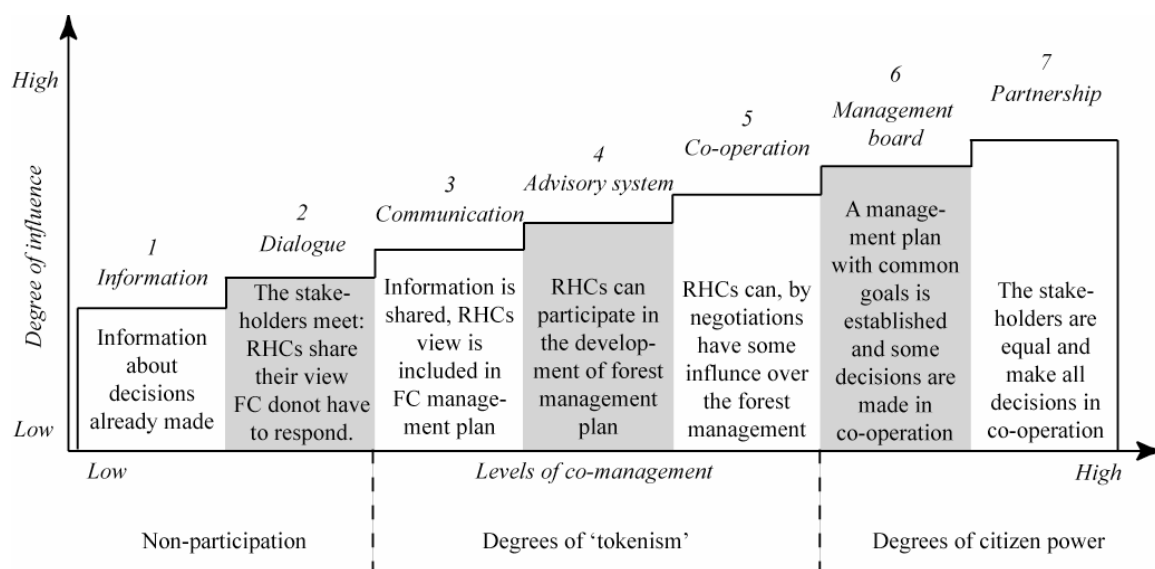 High
Degree of influence
Low
1
Information
Information
about
decisions
already made
2
Dialogue
The stake-
holders meet:
RHCs share
their view
FC donot have
to respond.
3
Communication
Information is
shared, RHCs
view is
included in
FC manage-
ment plan
4
Advisory system
RHCs can
participate in
the develop-
ment of forest
management
plan
5
Co-operation
RHCs can, by
negotiations
have some
influnce over
the forest
management
6
Management
board
A manage-
ment plan
with common
goals is
established
and some
decisions are
made in
co-operation
7
Partnership
The stake-
holders are
equal and
make all
decisions in
co-operation
Low
Levels of co-management
High
Non-participation
Degrees of ‘tokenism’
Degrees of citizen power